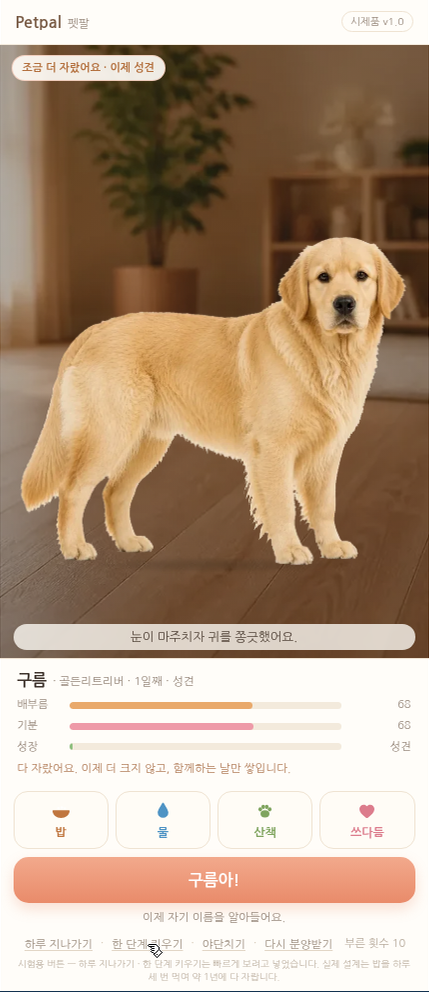 Petpal 펫팔
시제품 v1.0
조금 더 자랐어요 · 이제 성견
눈이 마주치자 귀를 쫑긋했어요.
구름 · 골든리트리버 · 1일째 · 성견
배부름 68
기분 68
성장 성견
다 자랐어요. 이제 더 크지 않고, 함께하는 날만 쌓입니다.
밥 물 산책 쓰다듬
구름아!
이제 자기 이름을 알아들어요.
하루 지나가기 · 한 단계 키우기 · 야단치기 · 다시 분양받기 부른 횟수 10
시험용 버튼 — 하루 지나가기 · 한 단계 키우기는 빠르게 보려고 넣었습니다. 실제 설계는 밥을 하루
세 번 먹여 약 1년에 다 자랍니다.